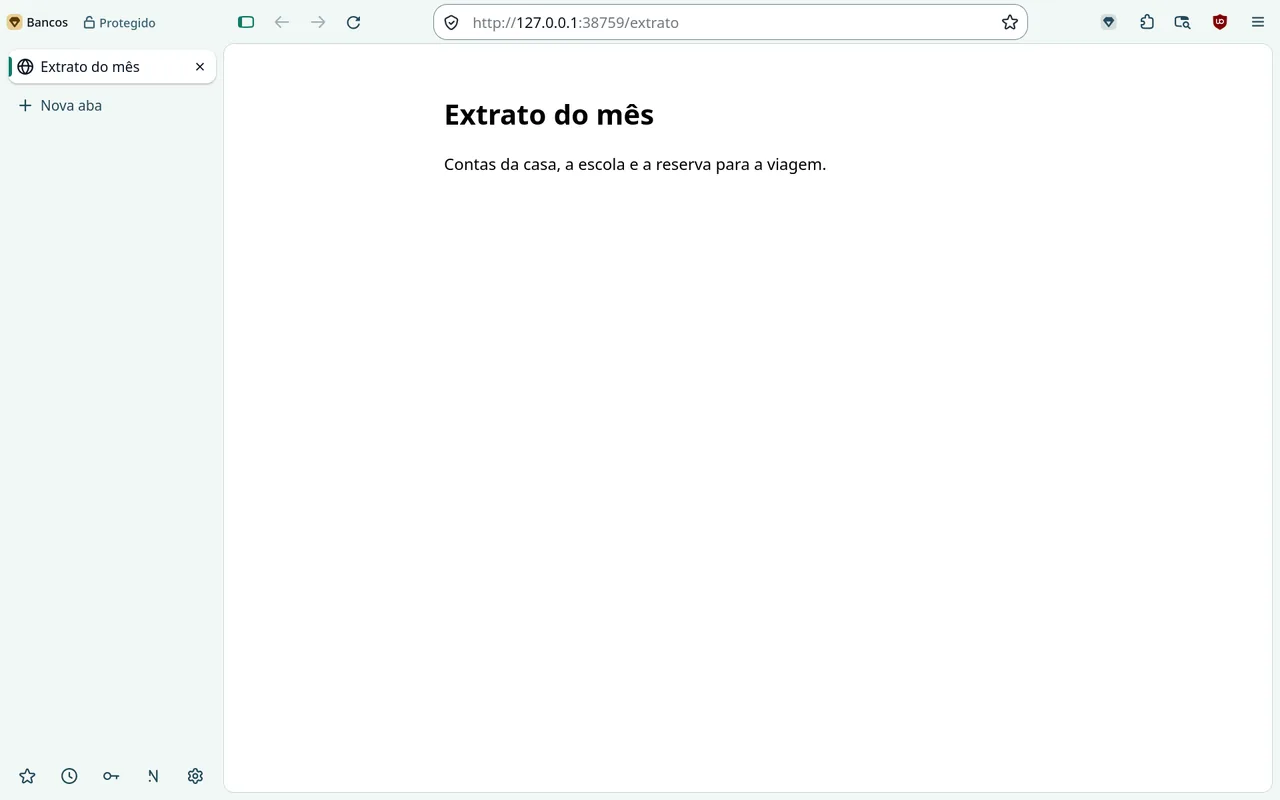 Bancos
Protegido
http://127.0.0.1:38759/extrato
Extrato do mês
Nova aba
Extrato do mês
Contas da casa, a escola e a reserva para a viagem.